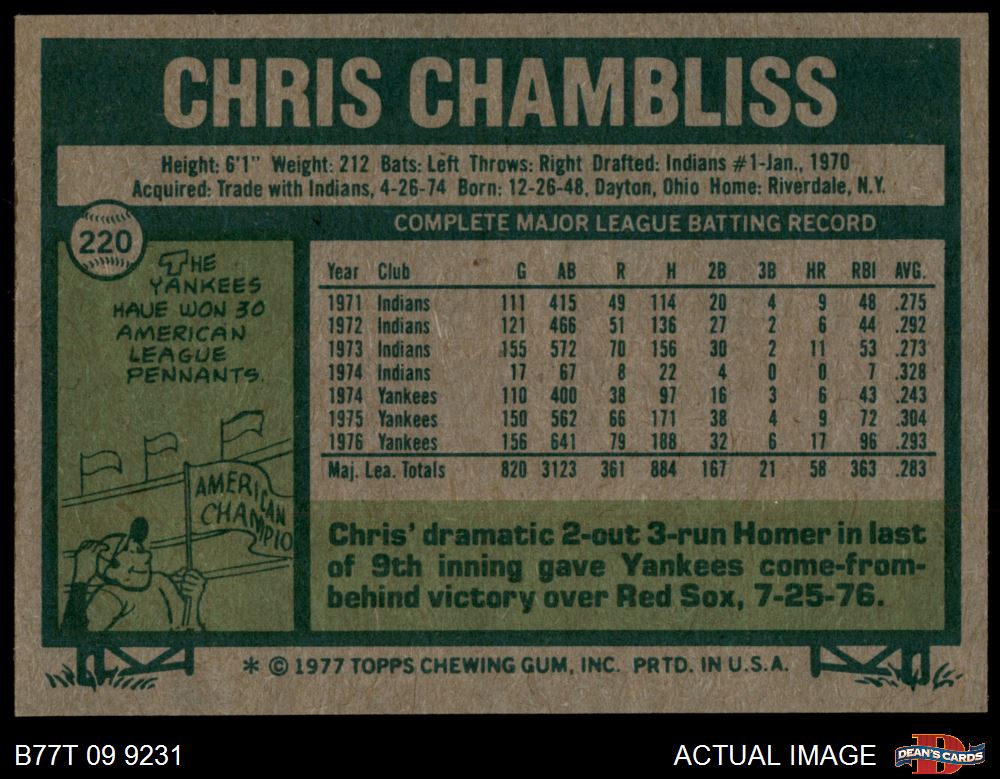 CHRIS CHAMBLISS
Height: 6'1" Weight: 212 Bats: Left Throws: Right Drafted: Indians #1-Jan., 1970
Acquired: Trade with Indians, 4-26-74 Born: 12-26-48, Dayton, Ohio Home: Riverdale, N.Y.
220
THE
YANKEES
HAVE WON 30
AMERICAN
LEAGUE
PENNANTS.
AMERICAN
CHAMPIO
COMPLETE MAJOR LEAGUE BATTING RECORD
Year Club G AB R H 2B 3B HR RBI AVG.
1971 Indians 111 415 49 114 20 4 9 48 .275
1972 Indians 121 466 51 136 27 2 6 44 .292
1973 Indians 155 572 70 156 30 2 11 53 .273
1974 Indians 17 67 8 22 4 0 0 7 .328
1974 Yankees 110 400 38 97 16 3 6 43 .243
1975 Yankees 150 562 66 171 38 4 9 72 .304
1976 Yankees 156 641 79 188 32 6 17 96 .293
Maj. Lea. Totals 820 3123 361 884 167 21 58 363 .283
Chris' dramatic 2-out 3-run Homer in last
of 9th inning gave Yankees come-from-
behind victory over Red Sox, 7-25-76.
* © 1977 TOPPS CHEWING GUM, INC. PRTD. IN U.S.A.
B77T 09 9231
ACTUAL IMAGE
DEAN'S CARDS